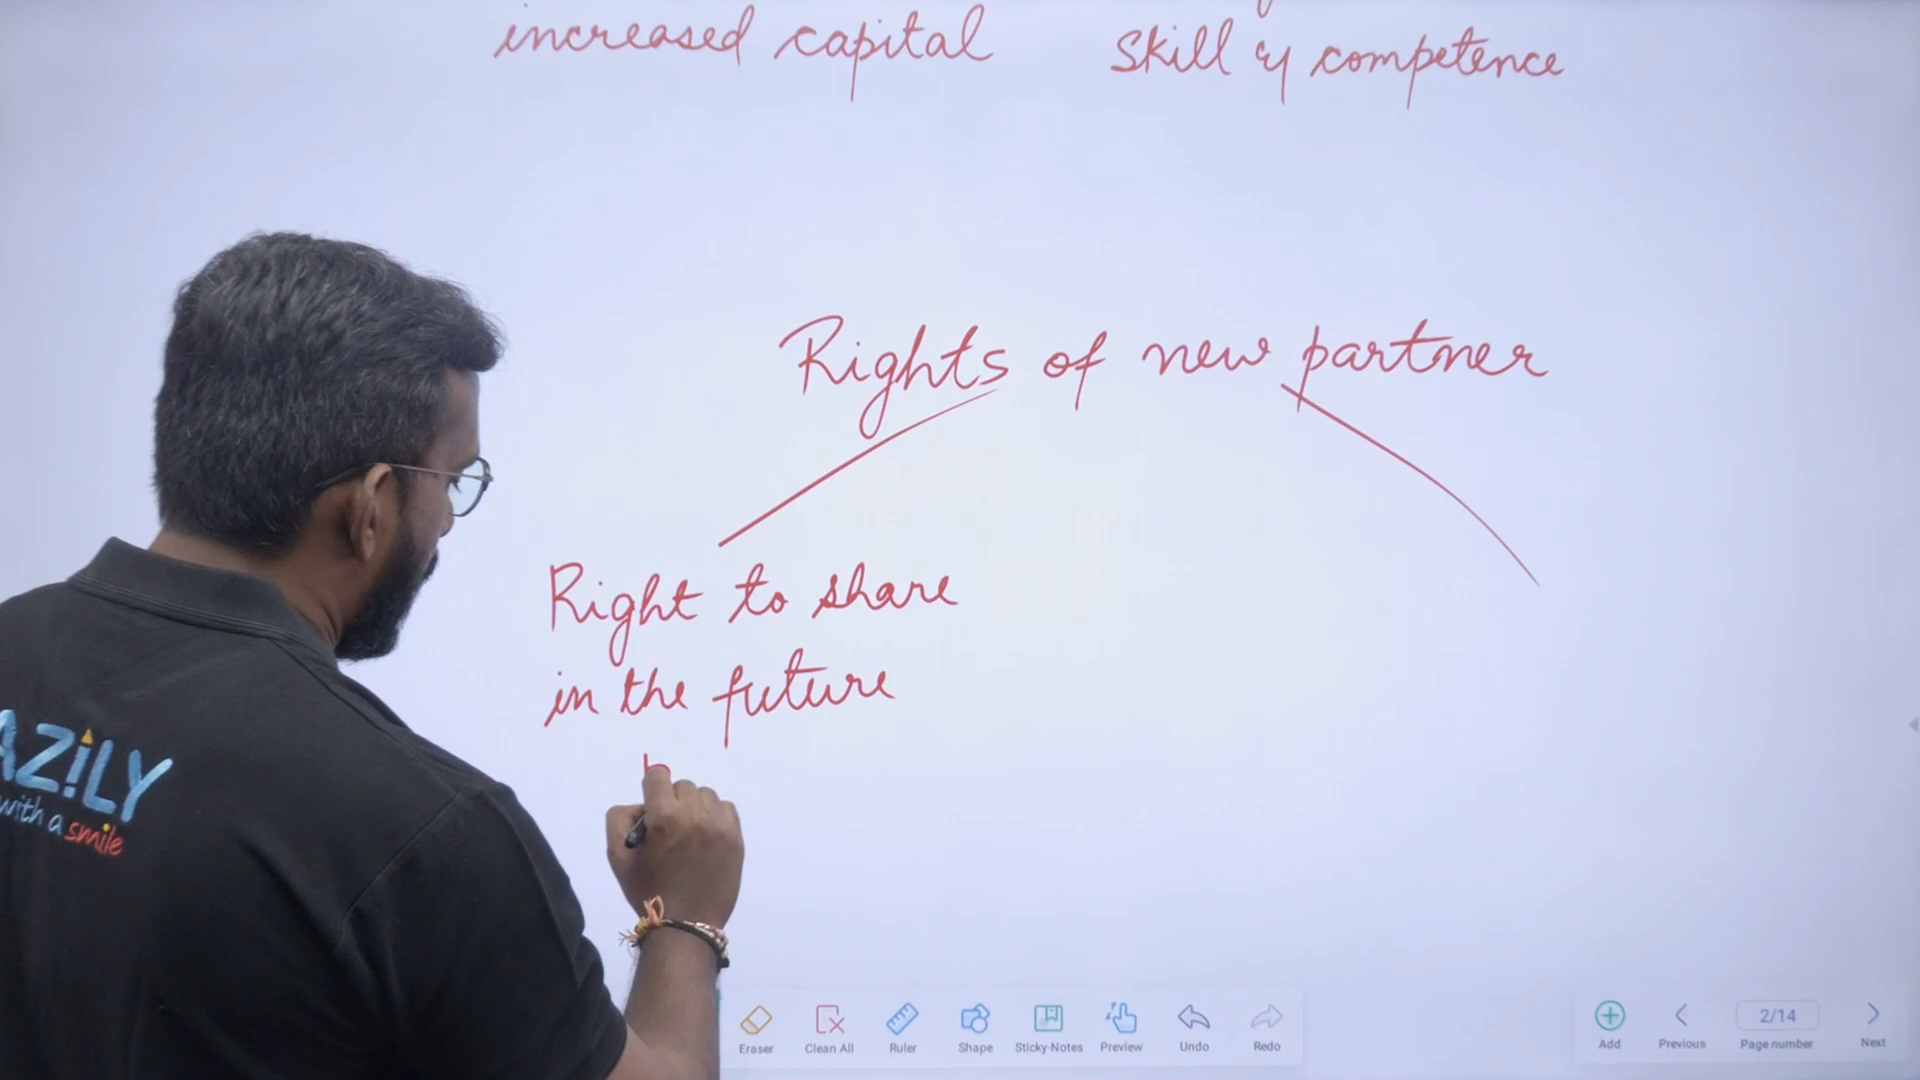 increased capital
skill & competence
Rights of new partner
Right to share
in the future
AZiLY
with a smile
Eraser
Clean All
Ruler
Shape
Sticky-Notes
Preview
Undo
Redo
Add
Previous
2/14
Page number
Next